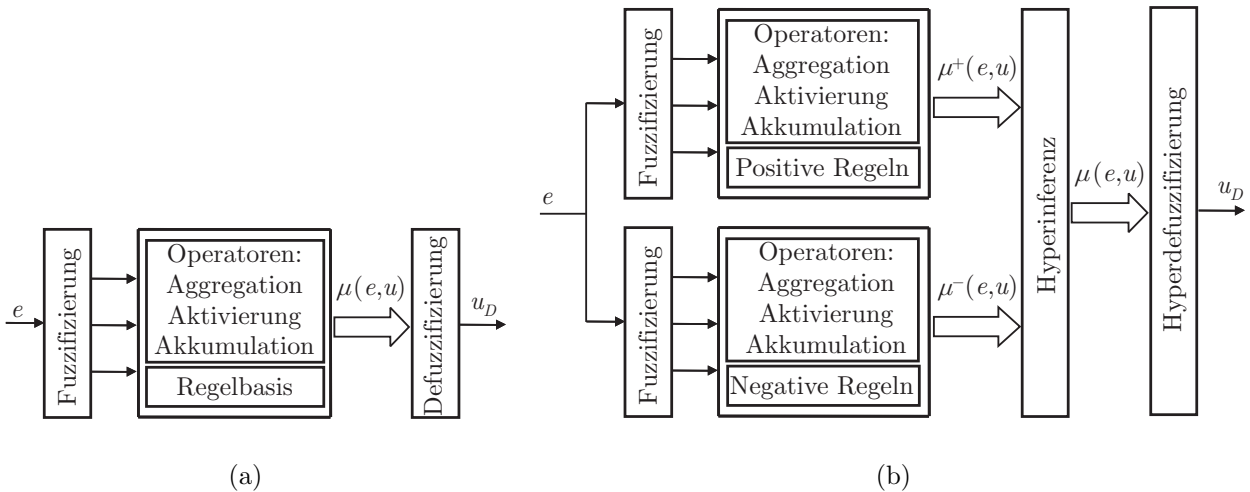 e
Fuzzifizierung
Operatoren:
Aggregation
Aktivierung
Akkumulation
Regelbasis
μ(e,u)
Defuzzifizierung
u_D
(a)
e
Fuzzifizierung
Operatoren:
Aggregation
Aktivierung
Akkumulation
Positive Regeln
μ⁺(e,u)
Fuzzifizierung
Operatoren:
Aggregation
Aktivierung
Akkumulation
Negative Regeln
μ⁻(e,u)
Hyperinferenz
μ(e,u)
Hyperdefuzzifizierung
u_D
(b)